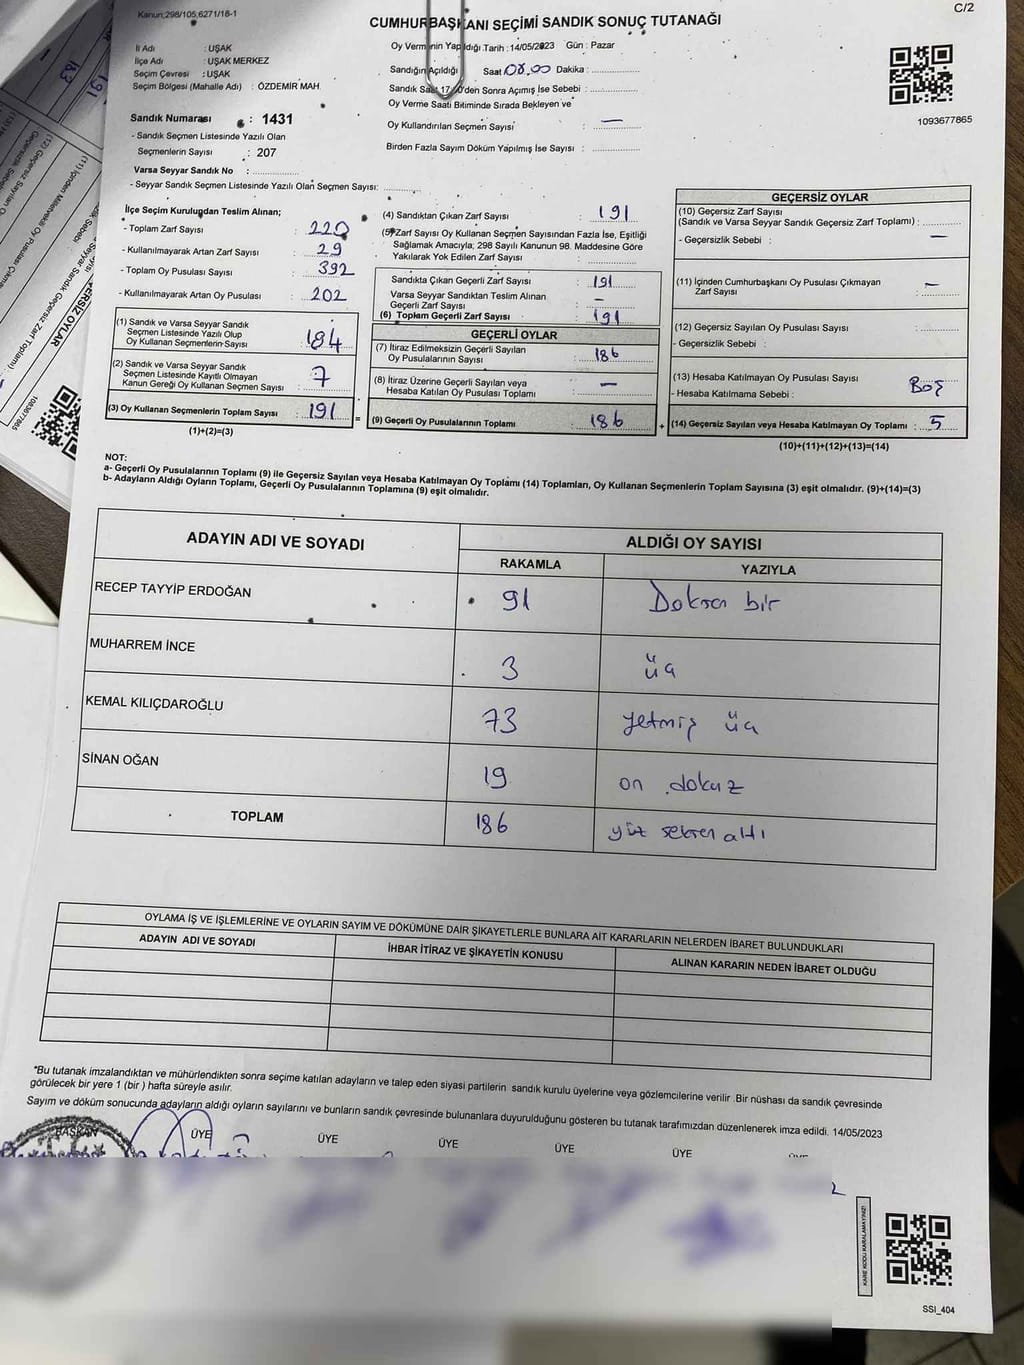 Kanun;298/105,6271/18-1
C/2
CUMHURBAŞKANI SEÇİMİ SANDIK SONUÇ TUTANAĞI
İl Adı : UŞAK
İlçe Adı : UŞAK MERKEZ
Seçim Çevresi : UŞAK
Seçim Bölgesi (Mahalle Adı) : ÖZDEMİR MAH.
Sandık Numarası : 1431
- Sandık Seçmen Listesinde Yazılı Olan
Seçmenlerin Sayısı : 207
Varsa Seyyar Sandık No :
- Seyyar Sandık Seçmen Listesinde Yazılı Olan Seçmen Sayısı:
Oy Vermenin Yapıldığı Tarih : 14/05/2023 Gün : Pazar
Sandığın Açıldığı Saat 08.00 Dakika :
Sandık Saat 17.00'den Sonra Açımış İse Sebebi :
Oy Verme Saati Bitiminde Sırada Bekleyen ve
Oy Kullandırılan Seçmen Sayısı : —
Birden Fazla Sayım Döküm Yapılmış İse Sayısı :
1093677865
İlçe Seçim Kurulundan Teslim Alınan;
- Toplam Zarf Sayısı : 220
- Kullanılmayarak Artan Zarf Sayısı : 29
- Toplam Oy Pusulası Sayısı : 392
- Kullanılmayarak Artan Oy Pusulası : 202
(1) Sandık ve Varsa Seyyar Sandık
Seçmen Listesinde Yazılı Olup
Oy Kullanan Seçmenlerin Sayısı : 184
(2) Sandık ve Varsa Seyyar Sandık
Seçmen Listesinde Kayıtlı Olmayan
Kanun Gereği Oy Kullanan Seçmen Sayısı : 7
(3) Oy Kullanan Seçmenlerin Toplam Sayısı : 191
(1)+(2)=(3)
(4) Sandıktan Çıkan Zarf Sayısı : 191
(5) Zarf Sayısı Oy Kullanan Seçmen Sayısından Fazla İse, Eşitliği
Sağlamak Amacıyla; 298 Sayılı Kanunun 98. Maddesine Göre
Yakılarak Yok Edilen Zarf Sayısı :
Sandıkta Çıkan Geçerli Zarf Sayısı : 191
Varsa Seyyar Sandıktan Teslim Alınan
Geçerli Zarf Sayısı : —
(6) Toplam Geçerli Zarf Sayısı : 191
GEÇERLİ OYLAR
(7) İtiraz Edilmeksizin Geçerli Sayılan
Oy Pusulalarının Sayısı : 186
(8) İtiraz Üzerine Geçerli Sayılan veya
Hesaba Katılan Oy Pusulaları Toplamı : —
(9) Geçerli Oy Pusulalarının Toplamı : 186
GEÇERSİZ OYLAR
(10) Geçersiz Zarf Sayısı
(Sandık ve Varsa Seyyar Sandık Geçersiz Zarf Toplamı) :
- Geçersizlik Sebebi : —
(11) İçinden Cumhurbaşkanı Oy Pusulası Çıkmayan
Zarf Sayısı : —
(12) Geçersiz Sayılan Oy Pusulası Sayısı :
- Geçersizlik Sebebi :
(13) Hesaba Katılmayan Oy Pusulası Sayısı :
- Hesaba Katılmama Sebebi : Boş
(14) Geçersiz Sayılan veya Hesaba Katılmayan Oy Toplamı : 5
(10)+(11)+(12)+(13)=(14)
NOT:
a- Geçerli Oy Pusulalarının Toplamı (9) ile Geçersiz Sayılan veya Hesaba Katılmayan Oy Toplamı (14) Toplamları, Oy Kullanan Seçmenlerin Toplam Sayısına (3) eşit olmalıdır. (9)+(14)=(3)
b- Adayların Aldığı Oyların Toplamı, Geçerli Oy Pusulalarının Toplamına (9) eşit olmalıdır.
ADAYIN ADI VE SOYADI ALDIĞI OY SAYISI
RAKAMLA YAZIYLA
RECEP TAYYİP ERDOĞAN 91 Doksan bir
MUHARREM İNCE 3 üç
KEMAL KILIÇDAROĞLU 73 yetmiş üç
SİNAN OĞAN 19 on dokuz
TOPLAM 186 yüz seksen altı
OYLAMA İŞ VE İŞLEMLERİNE VE OYLARIN SAYIM VE DÖKÜMÜNE DAİR ŞİKAYETLERLE BUNLARA AİT KARARLARIN NELERDEN İBARET BULUNDUKLARI
ADAYIN ADI VE SOYADI İHBAR İTİRAZ VE ŞİKAYETİN KONUSU ALINAN KARARIN NEDEN İBARET OLDUĞU
*Bu tutanak imzalandıktan ve mühürlendikten sonra seçime katılan adayların ve talep eden siyasi partilerin sandık kurulu üyelerine veya gözlemcilerine verilir .Bir nüshası da sandık çevresinde
görülecek bir yere 1 (bir ) hafta süreyle asılır.
Sayım ve döküm sonucunda adayların aldığı oyların sayılarını ve bunların sandık çevresinde bulunanlara duyurulduğunu gösteren bu tutanak tarafımızdan düzenlenerek imza edildi. 14/05/2023
BAŞKAN ÜYE ÜYE ÜYE ÜYE ÜYE
KARE KODU KARALAMAYINIZ!
SSI_404